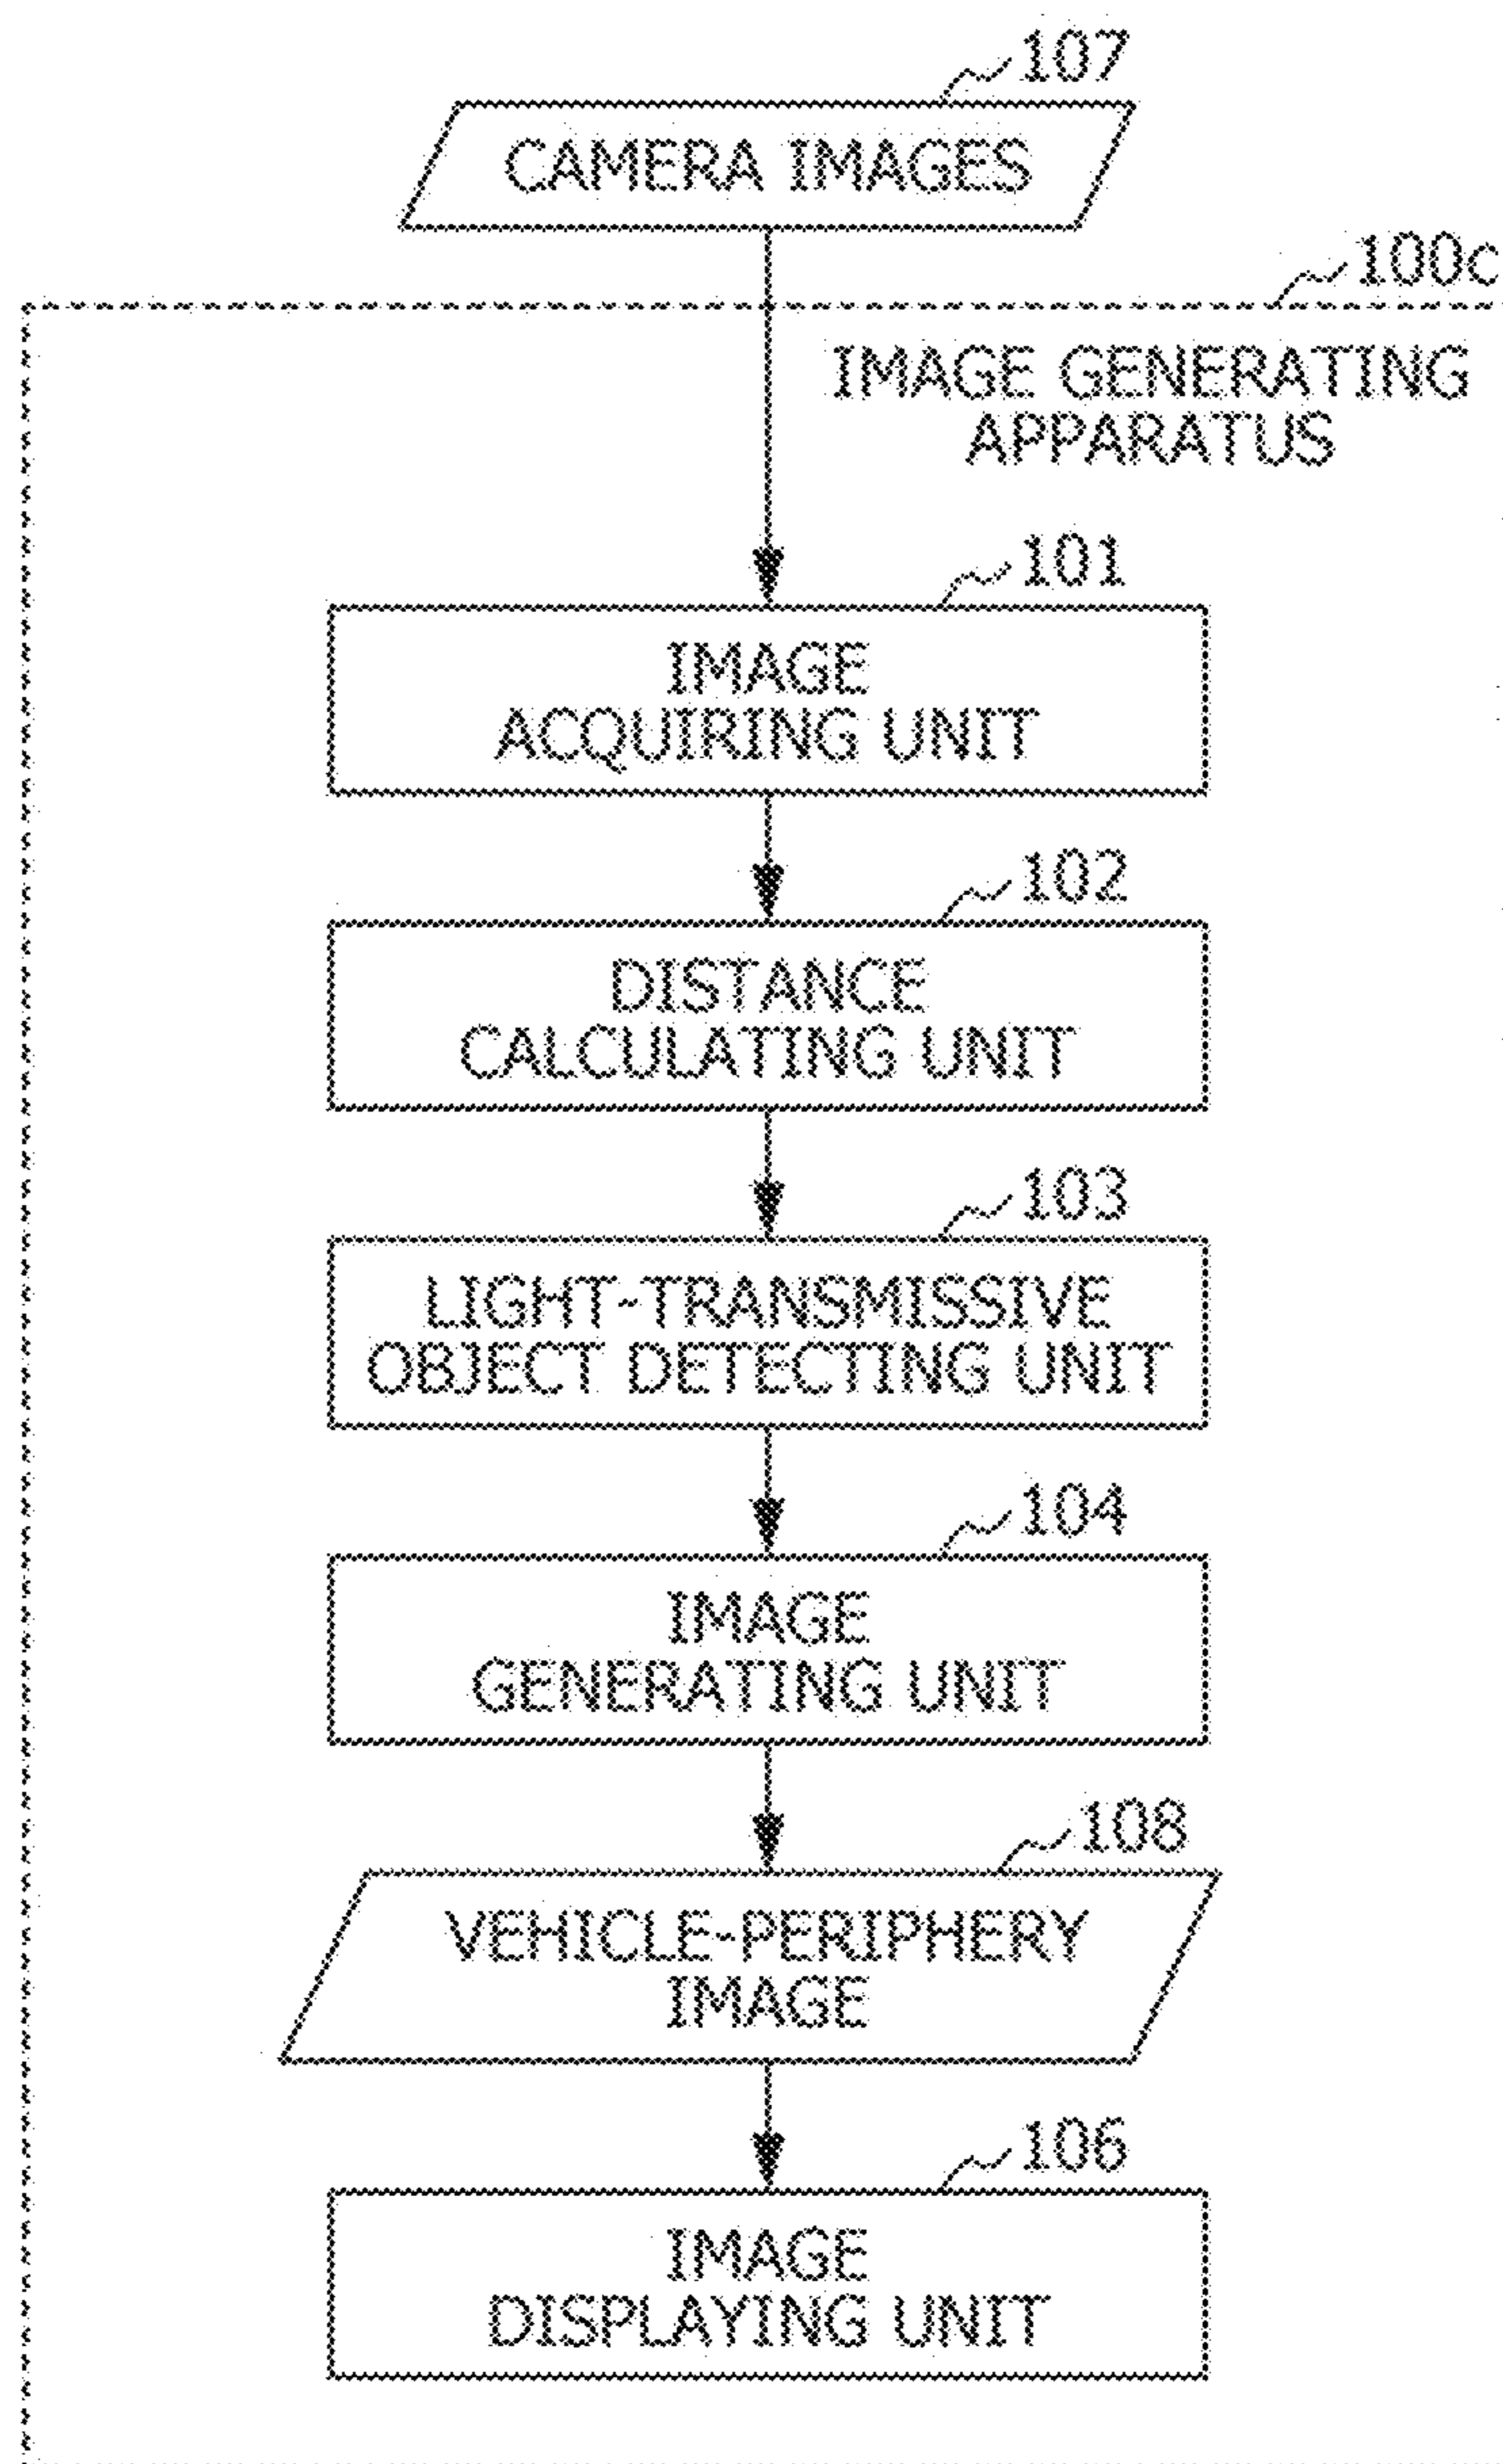 107
CAMERA IMAGES
100c
IMAGE GENERATING
APPARATUS
101
IMAGE
ACQUIRING UNIT
102
DISTANCE
CALCULATING UNIT
103
LIGHT-TRANSMISSIVE
OBJECT DETECTING UNIT
104
IMAGE
GENERATING UNIT
108
VEHICLE-PERIPHERY
IMAGE
106
IMAGE
DISPLAYING UNIT